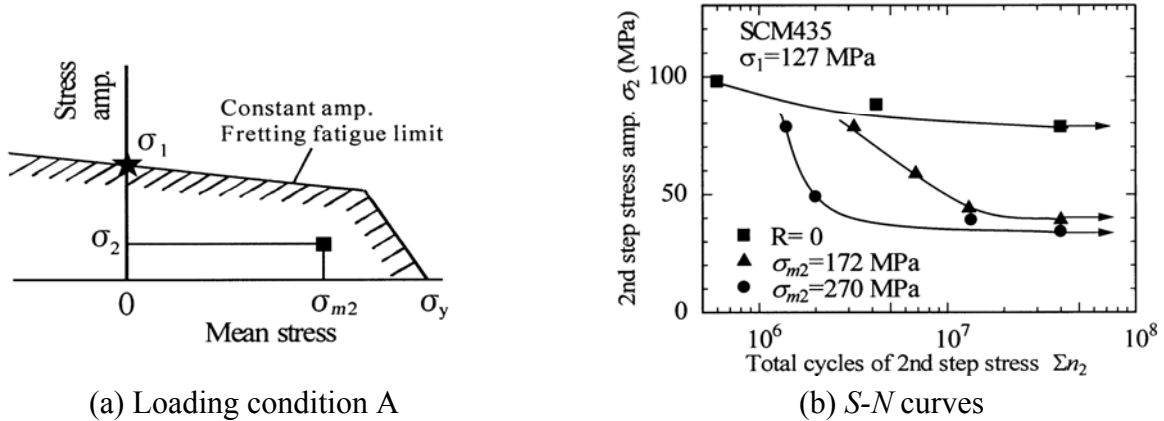 Stress
amp.
σ1
Constant amp.
Fretting fatigue limit
σ2
0
σm2
σy
Mean stress
(a) Loading condition A
2nd step stress amp. σ2 (MPa)
SCM435
σ1=127 MPa
100
50
0
R= 0
σm2=172 MPa
σm2=270 MPa
10^6
10^7
10^8
Total cycles of 2nd step stress Σn2
(b) S-N curves